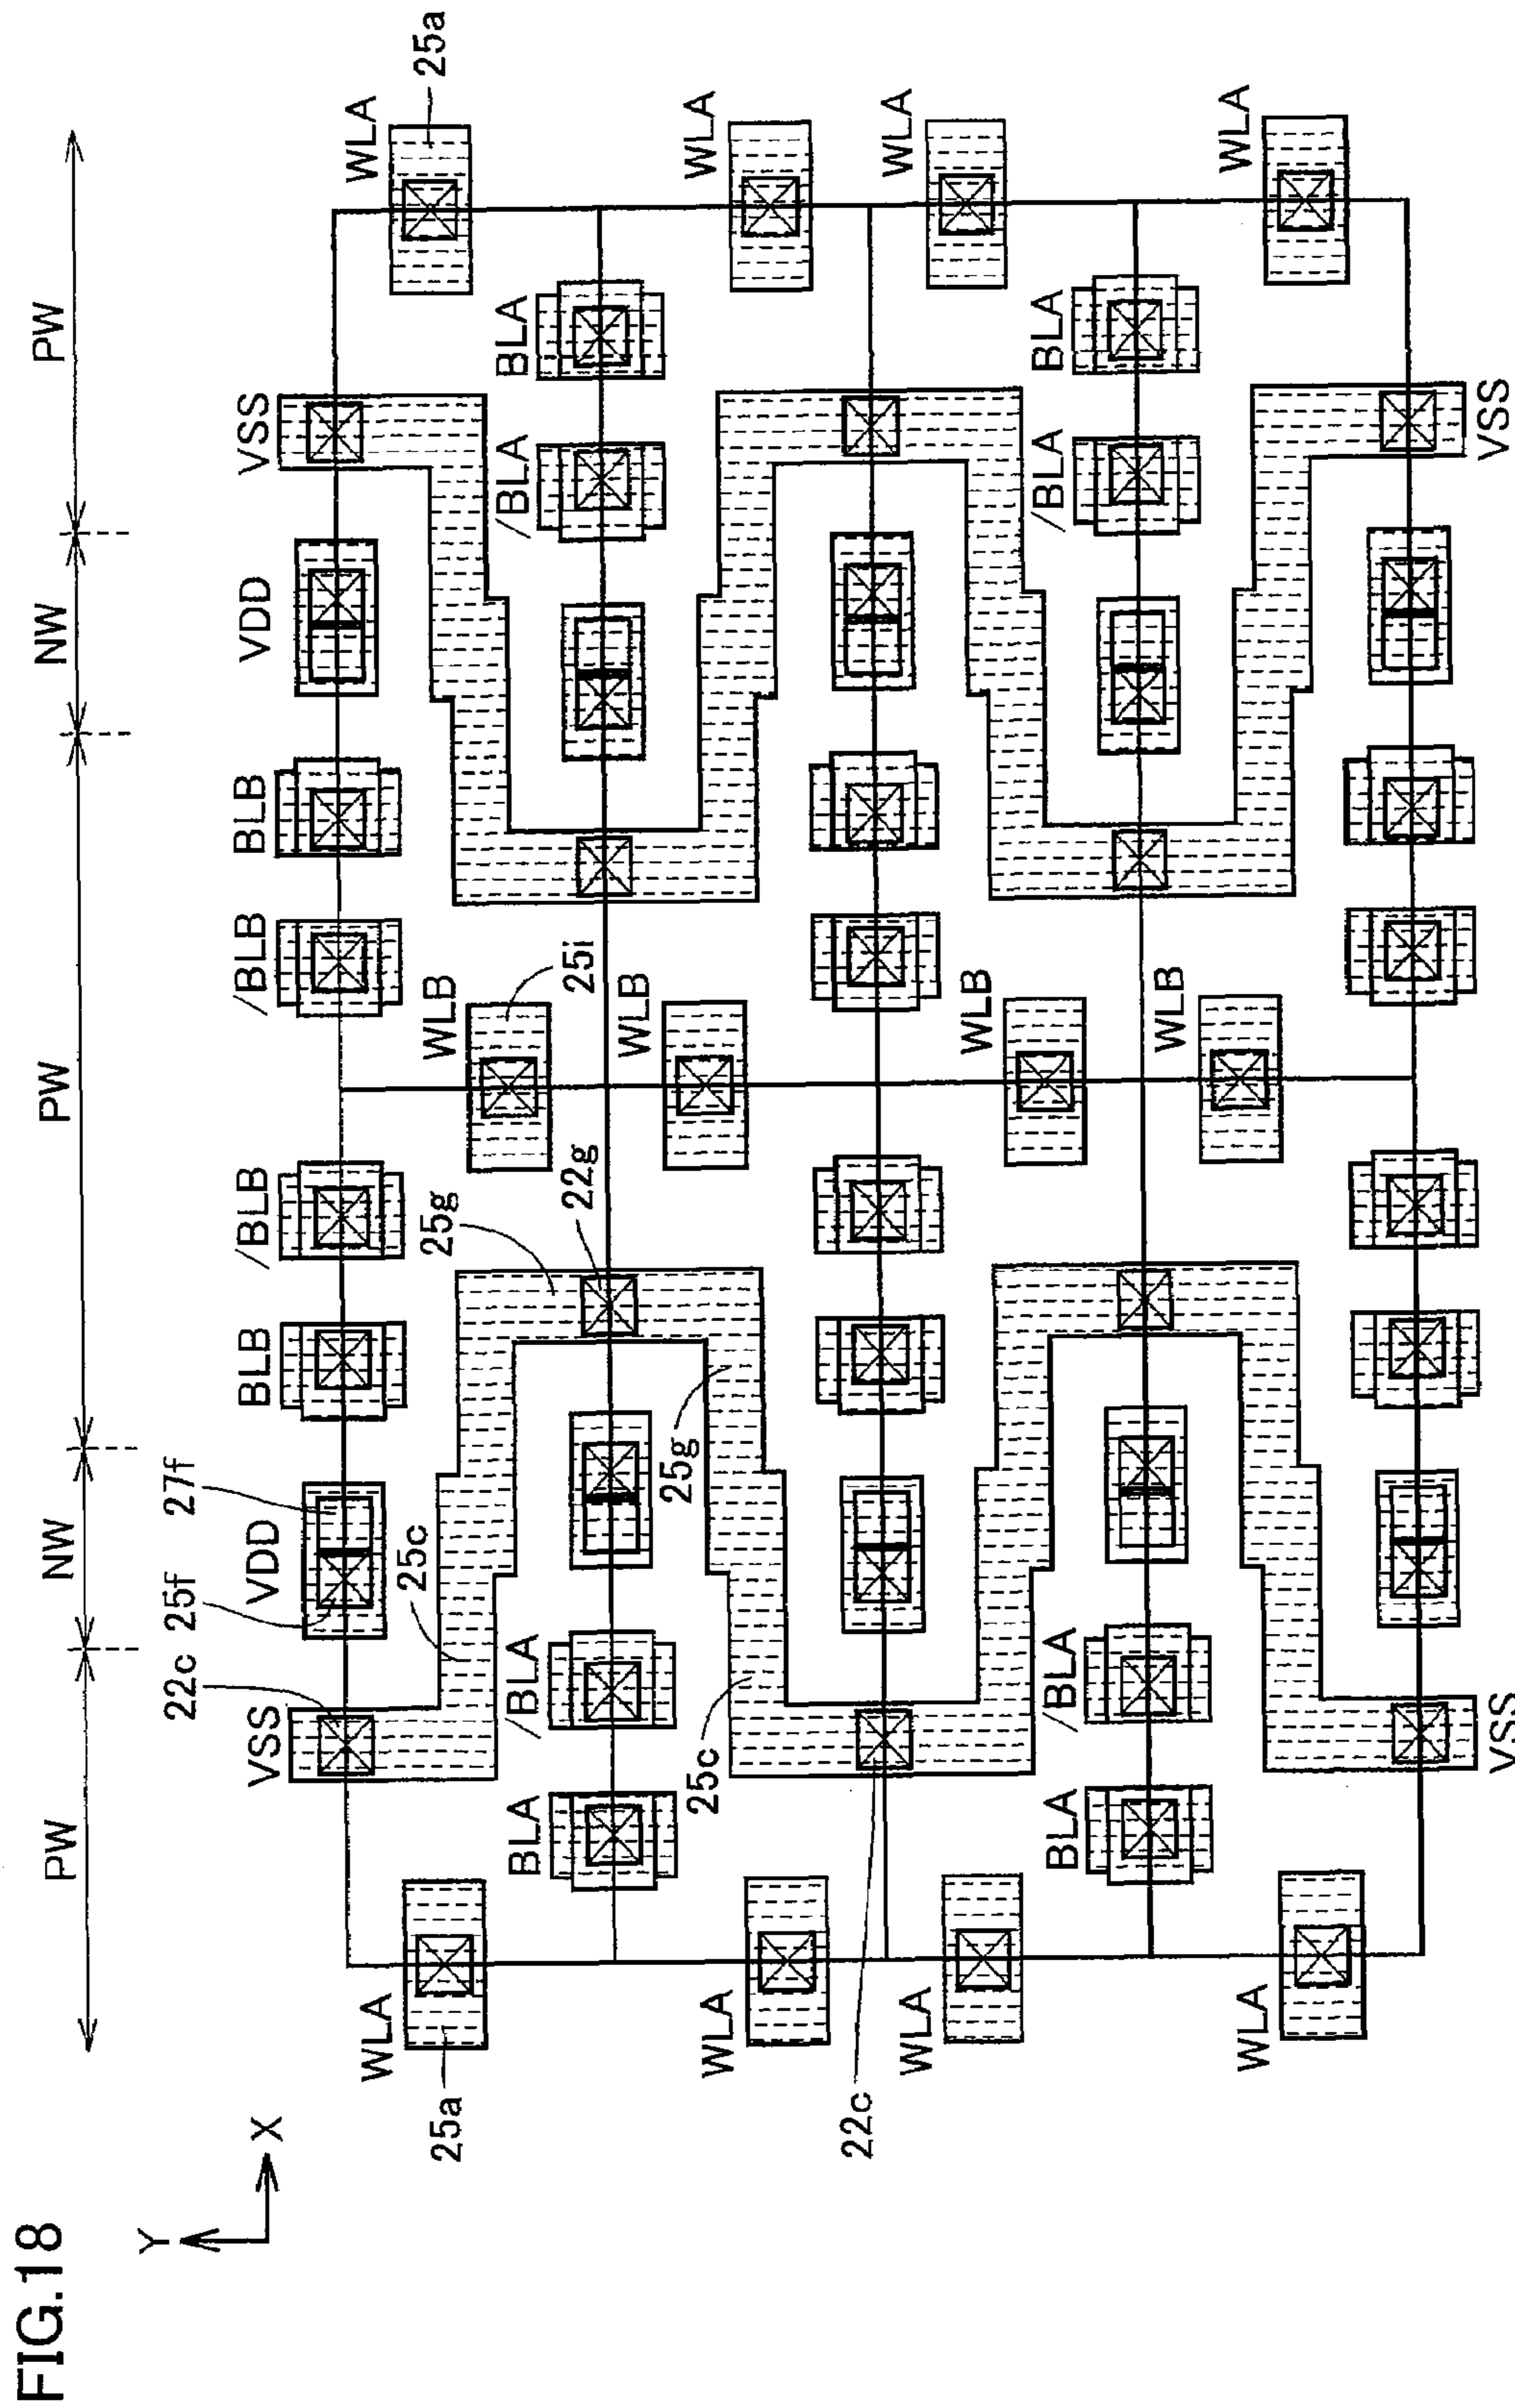 FIG.18
PW NW PW NW PW
Y
X
22c 25f 27f
VSS VDD BLB /BLB /BLB BLB VDD VSS
WLA 25c WLA
25a 25g WLB 25a
BLA /BLA /BLA BLA
22g 25i
WLB
25c 25g
WLA WLA
22c
WLA WLA
WLB
BLA /BLA /BLA BLA
WLB
WLA WLA
VSS VSS